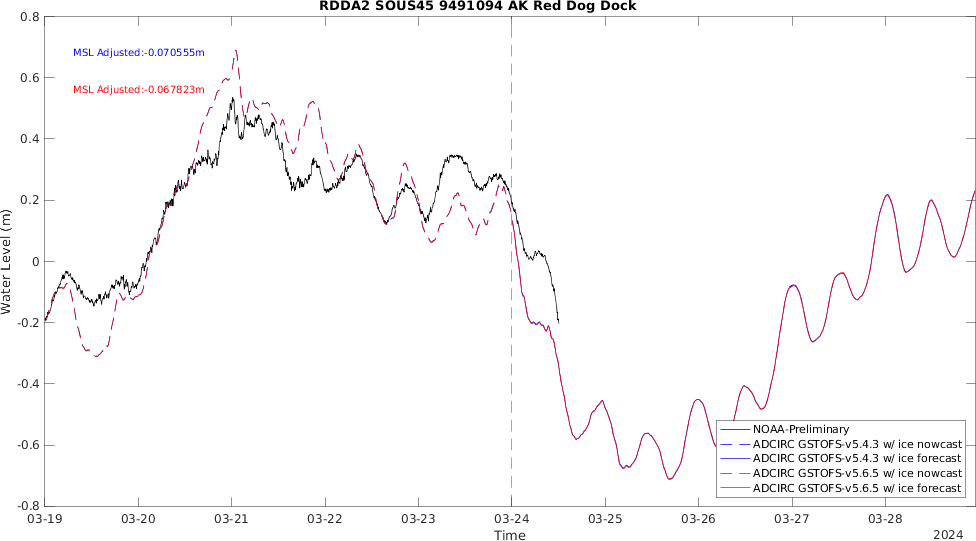 RDDA2 SOUS45 9491094 AK Red Dog Dock
MSL Adjusted:-0.070555m
MSL Adjusted:-0.067823m
Water Level (m)
0.8
0.6
0.4
0.2
0
-0.2
-0.4
-0.6
-0.8
NOAA-Preliminary
ADCIRC GSTOFS-v5.4.3 w/ ice nowcast
ADCIRC GSTOFS-v5.4.3 w/ ice forecast
ADCIRC GSTOFS-v5.6.5 w/ ice nowcast
ADCIRC GSTOFS-v5.6.5 w/ ice forecast
03-19 03-20 03-21 03-22 03-23 03-24 03-25 03-26 03-27 03-28
Time
2024